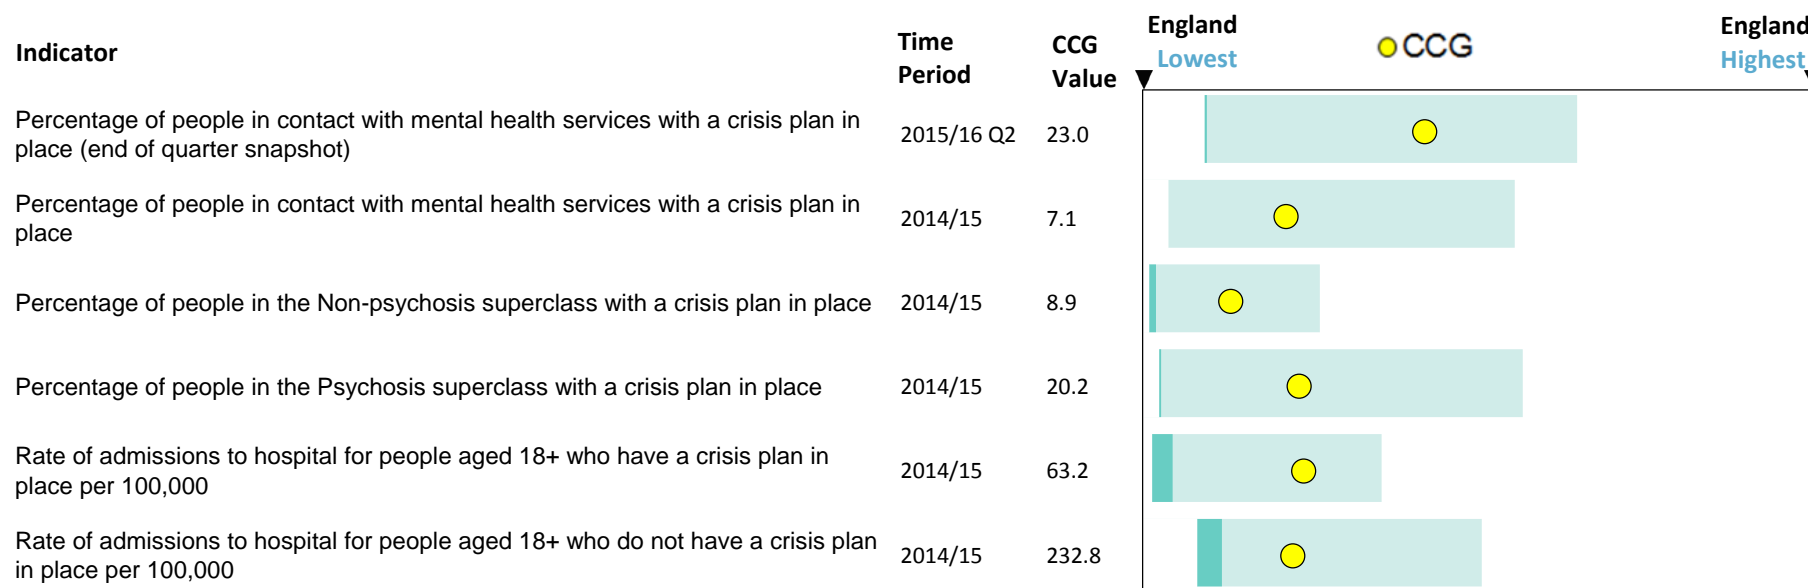 Indicator
Time
Period
CCG
Value
England
Lowest
CCG
England
Highest
Percentage of people in contact with mental health services with a crisis plan in
place (end of quarter snapshot)
2015/16 Q2
23.0
Percentage of people in contact with mental health services with a crisis plan in
place
2014/15
7.1
Percentage of people in the Non-psychosis superclass with a crisis plan in place
2014/15
8.9
Percentage of people in the Psychosis superclass with a crisis plan in place
2014/15
20.2
Rate of admissions to hospital for people aged 18+ who have a crisis plan in
place per 100,000
2014/15
63.2
Rate of admissions to hospital for people aged 18+ who do not have a crisis plan
in place per 100,000
2014/15
232.8